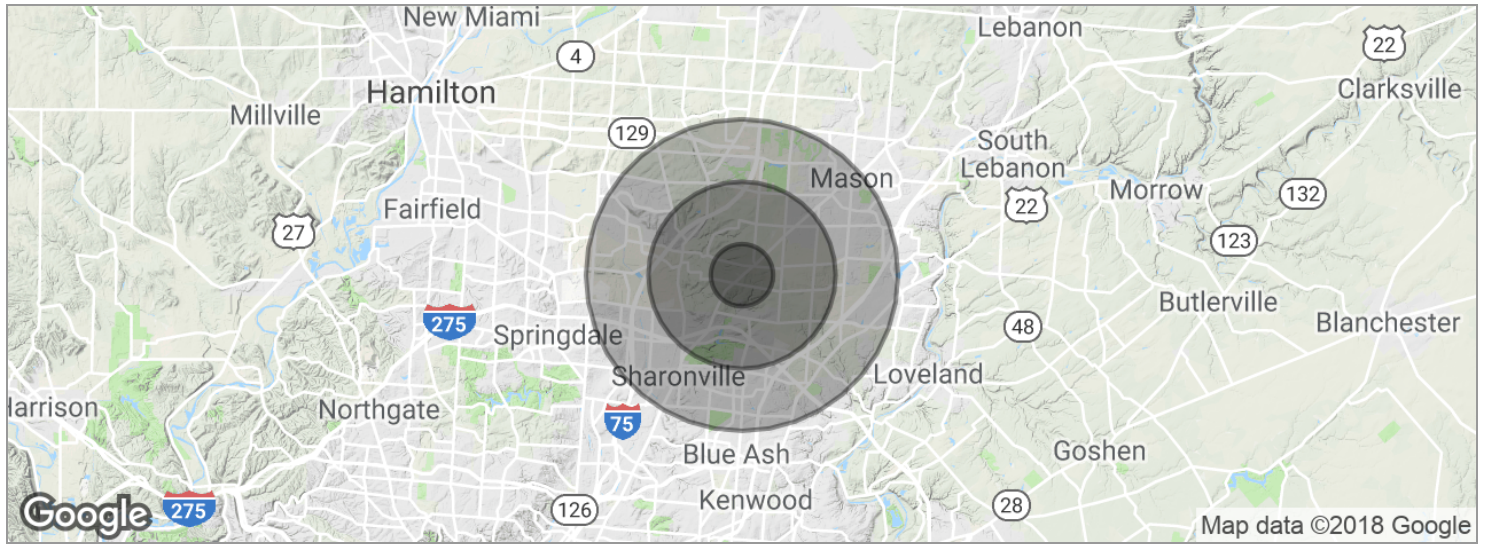 New Miami
Lebanon
4
22
Hamilton
Clarksville
Millville
129
South
Lebanon
Mason
Morrow
132
22
Fairfield
27
123
Butlerville
275
Springdale
48
Blanchester
Sharonville
Loveland
Harrison
Northgate
75
Blue Ash
Goshen
Kenwood
126
28
Google
275
Map data ©2018 Google